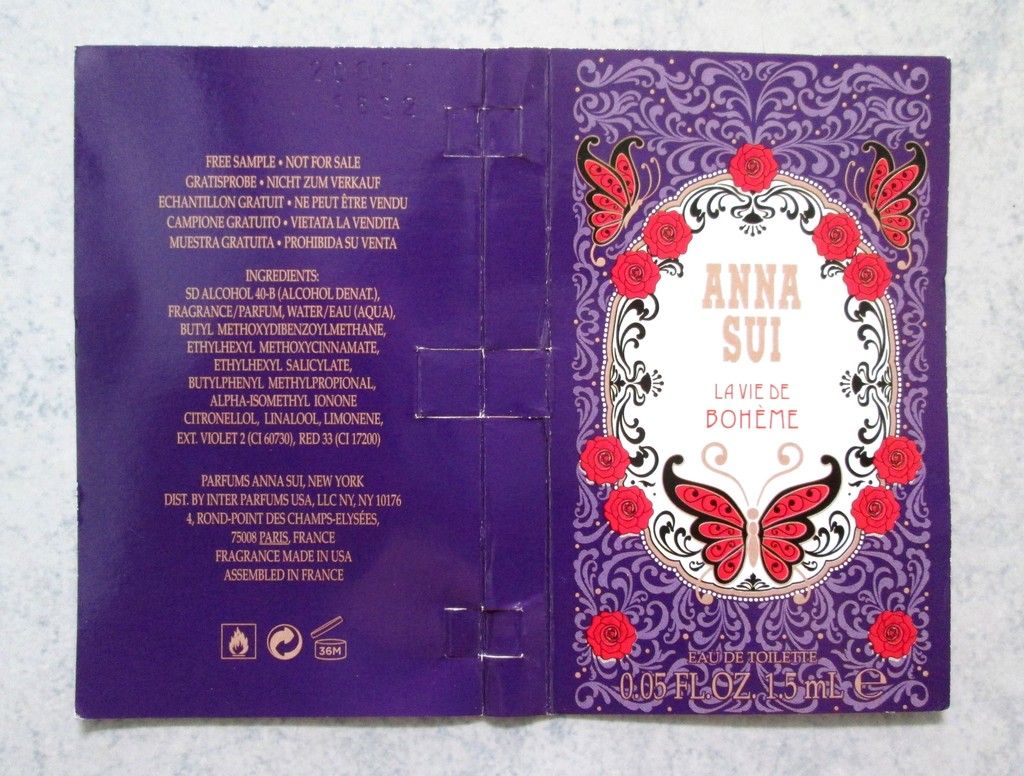 FREE SAMPLE • NOT FOR SALE
GRATISPROBE • NICHT ZUM VERKAUF
ECHANTILLON GRATUIT • NE PEUT ÊTRE VENDU
CAMPIONE GRATUITO • VIETATA LA VENDITA
MUESTRA GRATUITA • PROHIBIDA SU VENTA
INGREDIENTS:
SD ALCOHOL 40-B (ALCOHOL DENAT.),
FRAGRANCE/PARFUM, WATER/EAU (AQUA),
BUTYL METHOXYDIBENZOYLMETHANE,
ETHYLHEXYL METHOXYCINNAMATE,
ETHYLHEXYL SALICYLATE,
BUTYLPHENYL METHYLPROPIONAL,
ALPHA-ISOMETHYL IONONE
CITRONELLOL, LINALOOL, LIMONENE,
EXT. VIOLET 2 (CI 60730), RED 33 (CI 17200)
PARFUMS ANNA SUI, NEW YORK
DIST. BY INTER PARFUMS USA, LLC NY, NY 10176
4, ROND-POINT DES CHAMPS-ELYSÉES,
75008 PARIS, FRANCE
FRAGRANCE MADE IN USA
ASSEMBLED IN FRANCE
36M
ANNA
SUI
LA VIE DE
BOHÈME
EAU DE TOILETTE
0.05 FL.OZ. 1.5 mL ℮